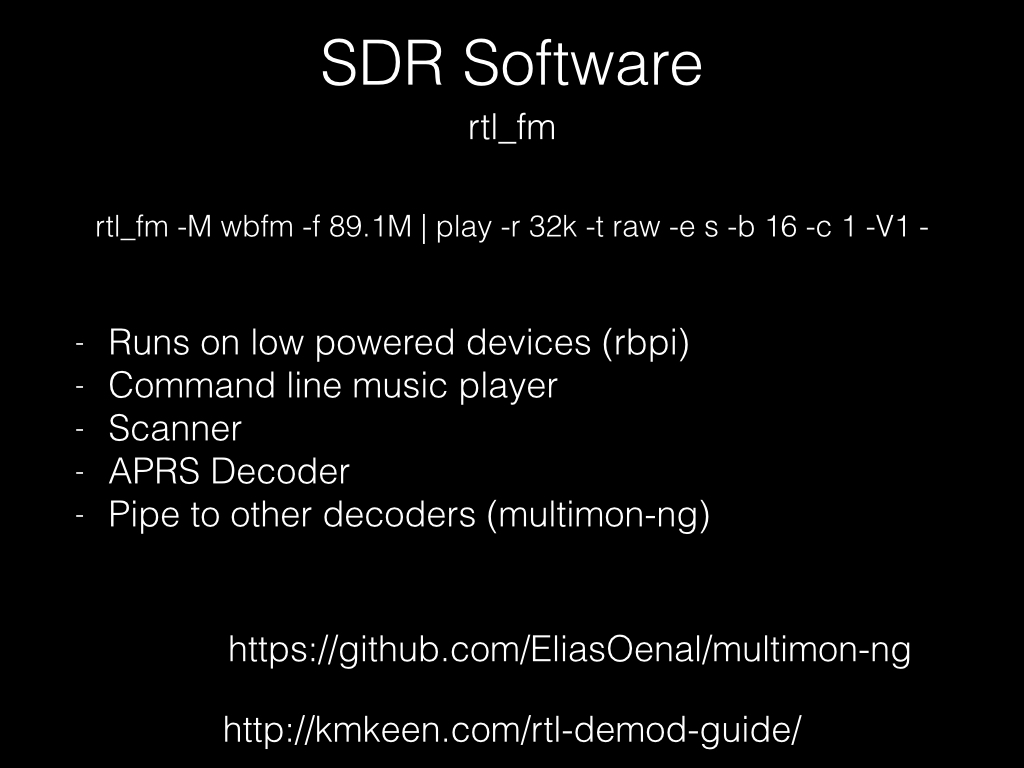 SDR Software
rtl_fm
rtl_fm -M wbfm -f 89.1M | play -r 32k -t raw -e s -b 16 -c 1 -V1 -
- Runs on low powered devices (rbpi)
- Command line music player
- Scanner
- APRS Decoder
- Pipe to other decoders (multimon-ng)
https://github.com/EliasOenal/multimon-ng
http://kmkeen.com/rtl-demod-guide/